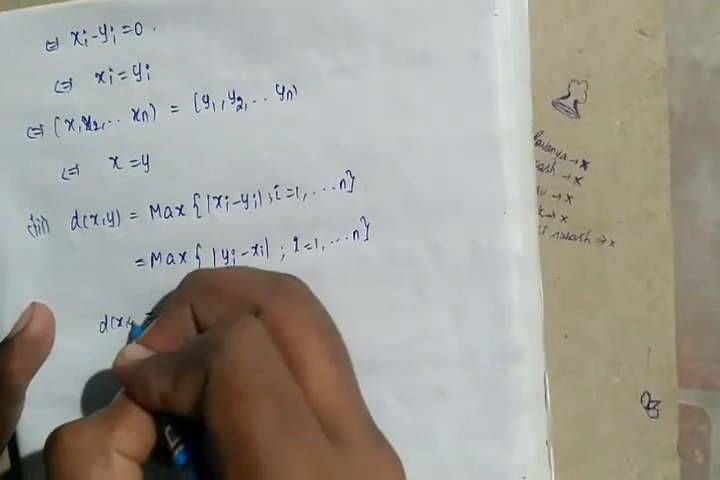 ⇔ xi-yi=0.
⇔ xi=yi
⇔ (x,x2,.. xn) = (y1,y2,.. yn)
⇔ x=y
(iii) d(x,y) = Max{|xi-yi|; i=1,...n}.
=Max{ |yi-xi| ; i=1,...n}
d(x,y
→x
→x
→x
→x
→x